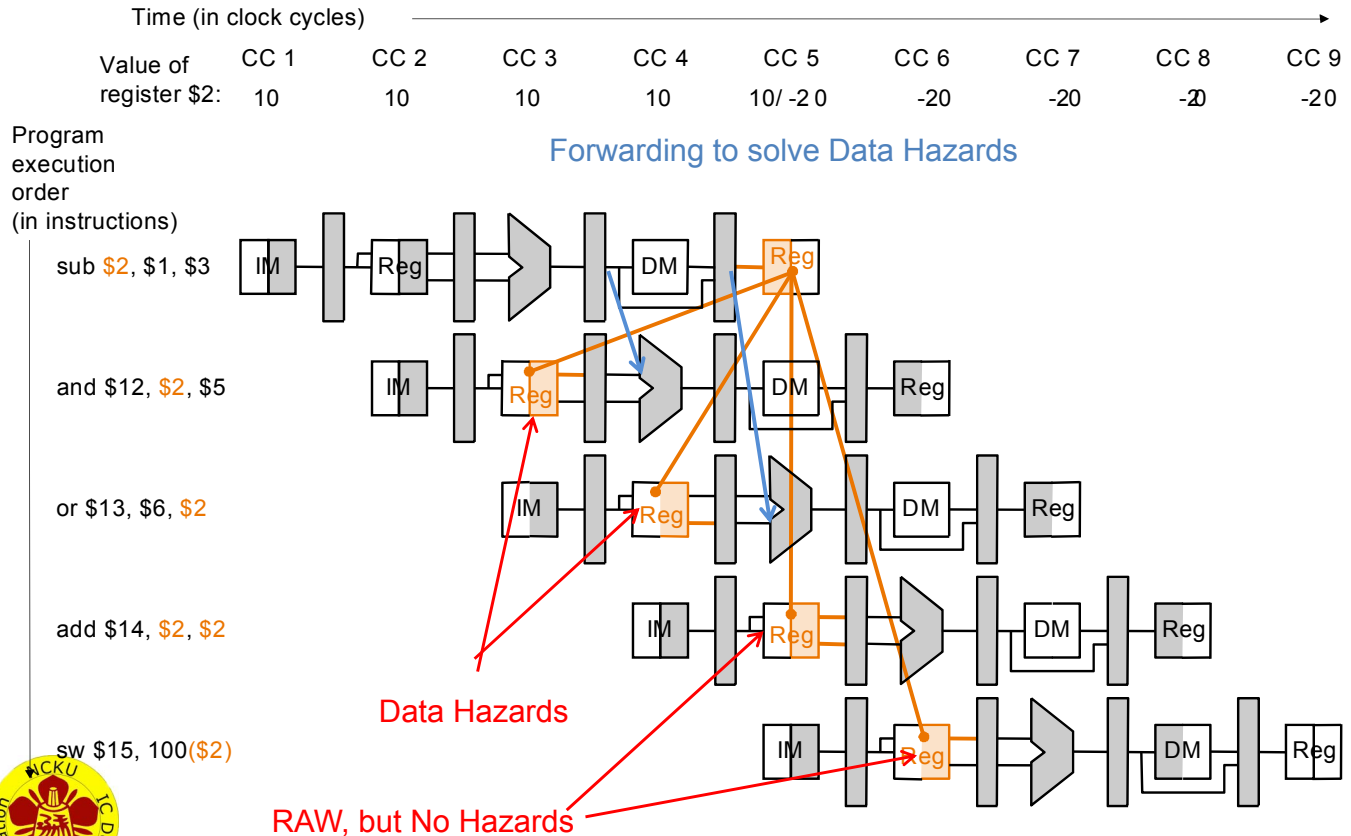 Time (in clock cycles)
Value of register $2:
CC 1 CC 2 CC 3 CC 4 CC 5 CC 6 CC 7 CC 8 CC 9
10 10 10 10 10/ -20 -20 -20 -20 -20
Program
execution
order
(in instructions)
Forwarding to solve Data Hazards
sub $2, $1, $3
IM Reg DM Reg
and $12, $2, $5
IM Reg DM Reg
or $13, $6, $2
IM Reg DM Reg
add $14, $2, $2
IM Reg DM Reg
Data Hazards
sw $15, 100($2)
IM Reg DM Reg
RAW, but No Hazards
NCKU